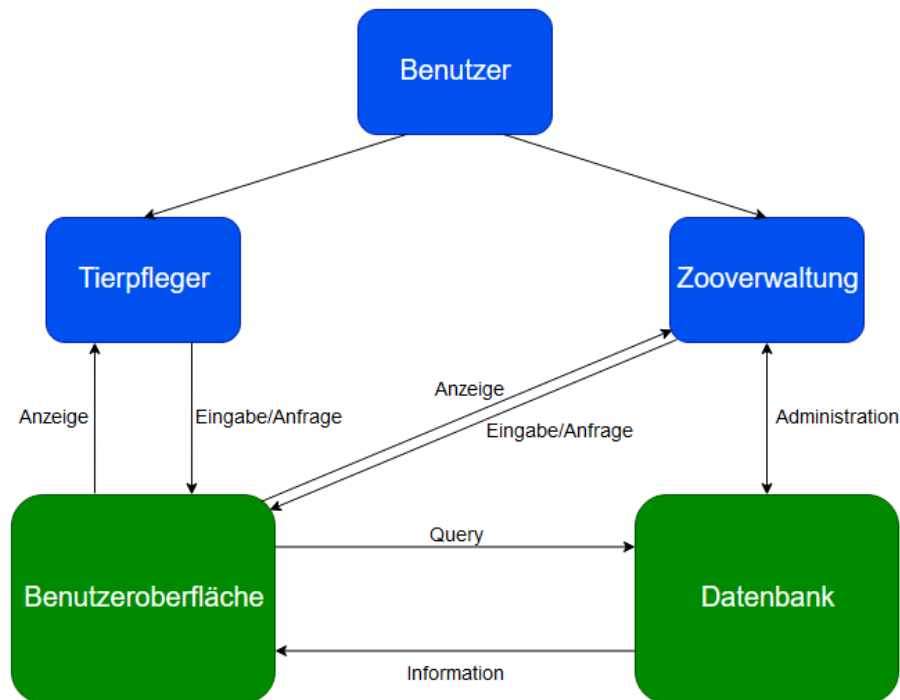 Benutzer
Tierpfleger
Zooverwaltung
Anzeige
Eingabe/Anfrage
Anzeige
Eingabe/Anfrage
Administration
Benutzeroberfläche
Query
Datenbank
Information